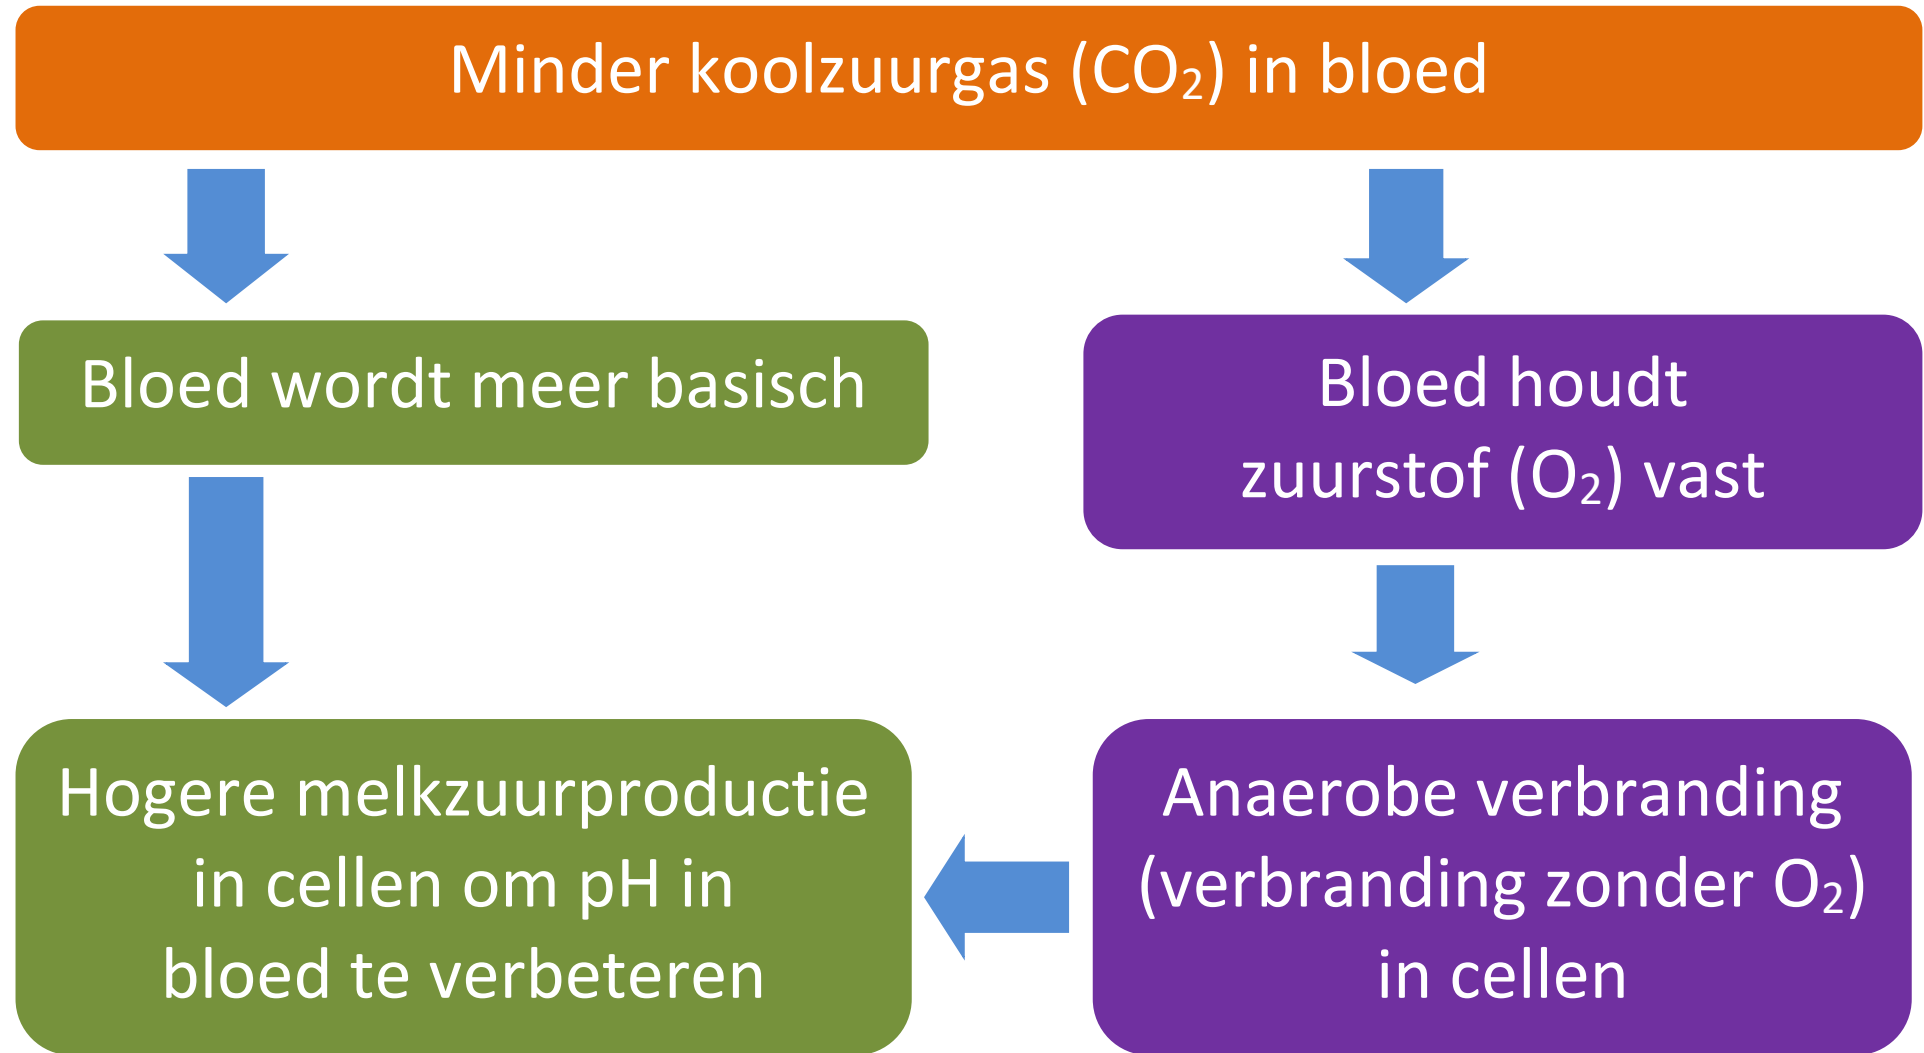 Minder koolzuurgas (CO₂) in bloed
Bloed wordt meer basisch
Bloed houdt
zuurstof (O₂) vast
Hogere melkzuurproductie
in cellen om pH in
bloed te verbeteren
Anaerobe verbranding
(verbranding zonder O₂)
in cellen